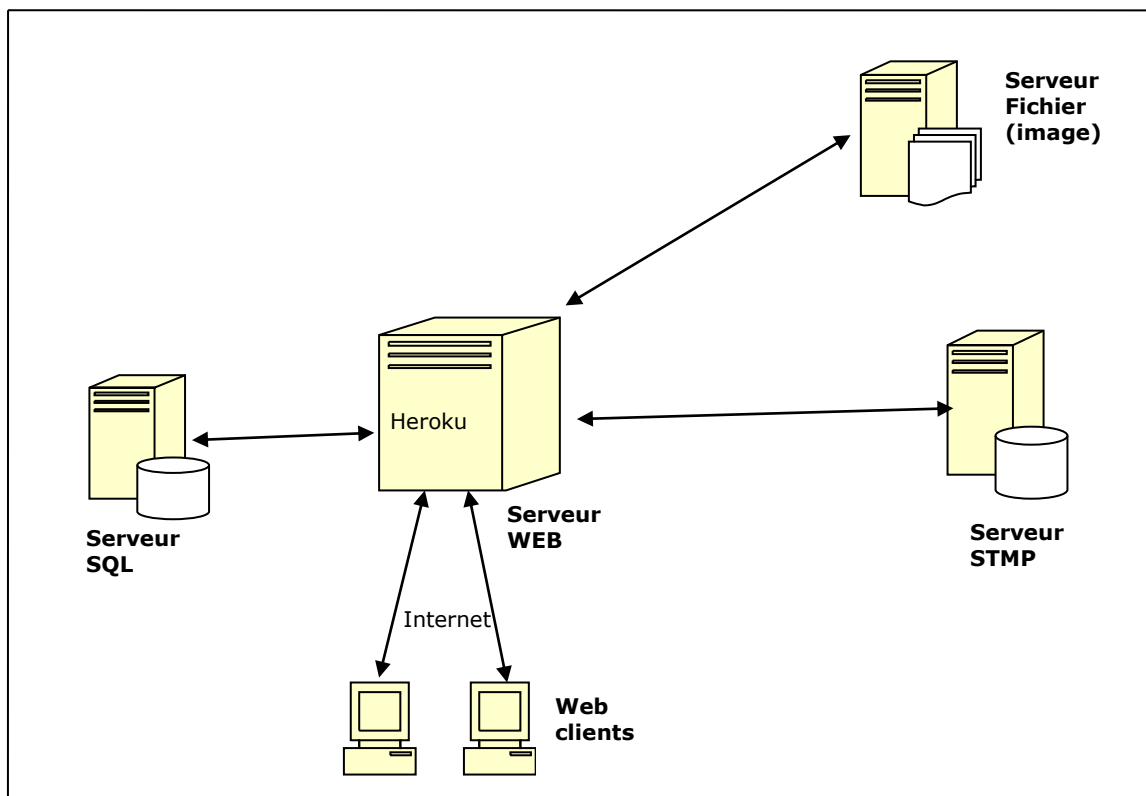 Serveur
Fichier
(image)
Heroku
Serveur
SQL
Serveur
WEB
Serveur
STMP
Internet
Web
clients